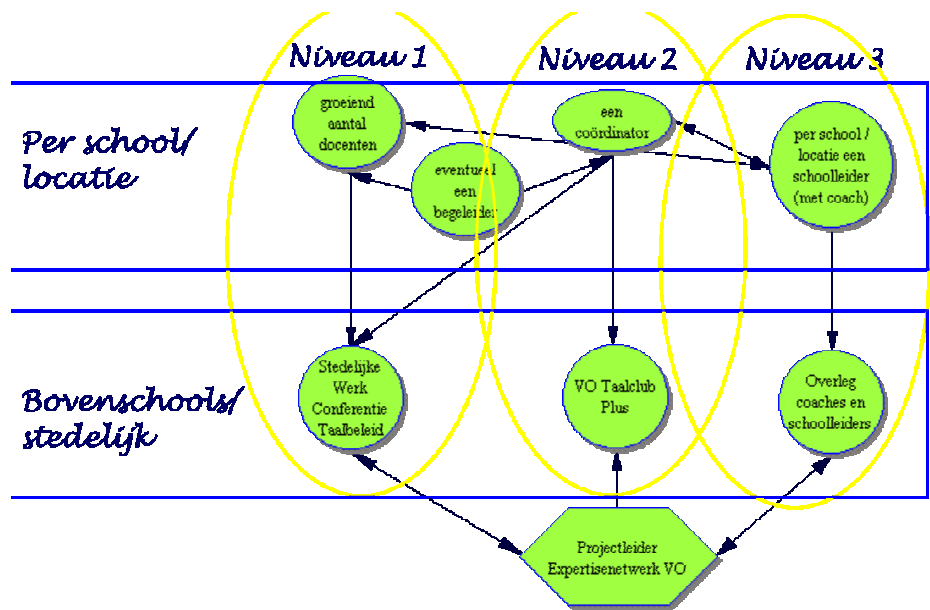 Niveau 1
Niveau 2
Niveau 3
Per school/
locatie
groeiend
aantal
docenten
eventueel
een
begeleider
een
coördinator
per school /
locatie een
schoolleider
(met coach)
Bovenschools/
stedelijk
Stedelijke
Werk
Conferentie
Taalbeleid
VO Taalclub
Plus
Overleg
coaches en
schoolleiders
Projectleider
Expertisenetwerk VO